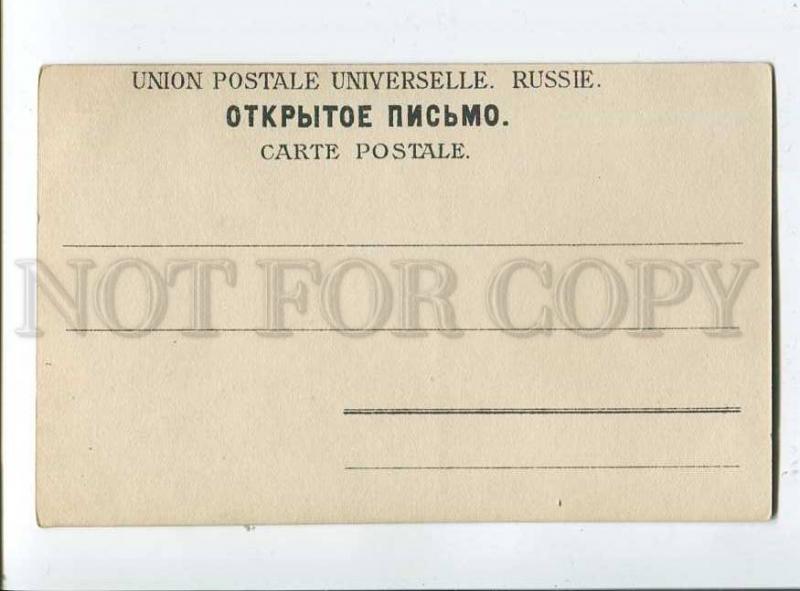 UNION POSTALE UNIVERSELLE. RUSSIE.
ОТКРЫТОЕ ПИСЬМО.
CARTE POSTALE.
NOT FOR COPY